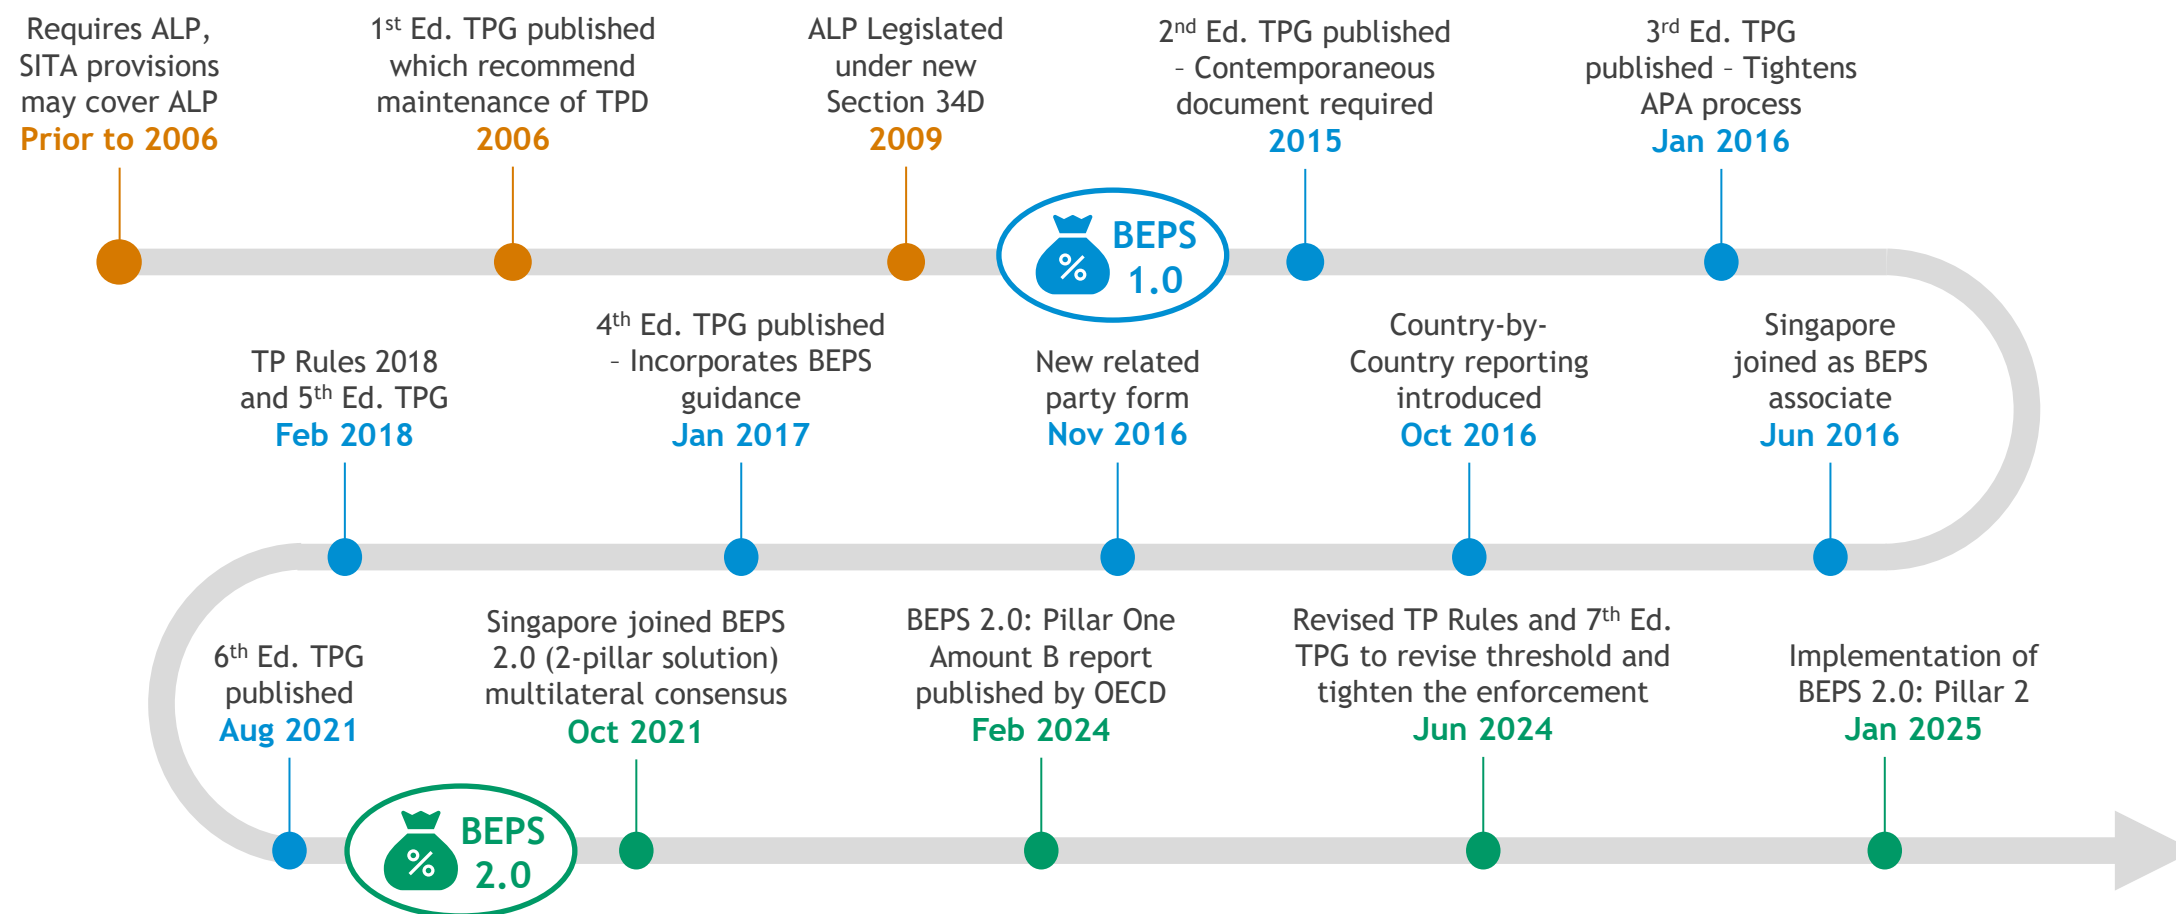 Requires ALP,
SITA provisions
may cover ALP
Prior to 2006
1st Ed. TPG published
which recommend
maintenance of TPD
2006
ALP Legislated
under new
Section 34D
2009
BEPS
1.0
2nd Ed. TPG published
– Contemporaneous
document required
2015
3rd Ed. TPG
published – Tightens
APA process
Jan 2016
Singapore
joined as BEPS
associate
Jun 2016
Country-by-
Country reporting
introduced
Oct 2016
New related
party form
Nov 2016
4th Ed. TPG published
– Incorporates BEPS
guidance
Jan 2017
TP Rules 2018
and 5th Ed. TPG
Feb 2018
6th Ed. TPG
published
Aug 2021
BEPS
2.0
Singapore joined BEPS
2.0 (2-pillar solution)
multilateral consensus
Oct 2021
BEPS 2.0: Pillar One
Amount B report
published by OECD
Feb 2024
Revised TP Rules and 7th Ed.
TPG to revise threshold and
tighten the enforcement
Jun 2024
Implementation of
BEPS 2.0: Pillar 2
Jan 2025